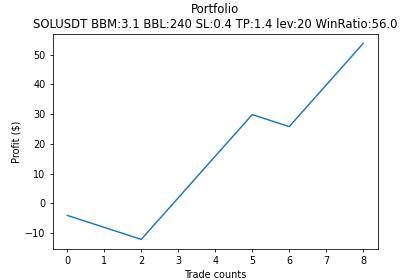 Portfolio
SOLUSDT BBM:3.1 BBL:240 SL:0.4 TP:1.4 lev:20 WinRatio:56.0
50
40
30
20
10
0
−10
Profit ($)
0 1 2 3 4 5 6 7 8
Trade counts